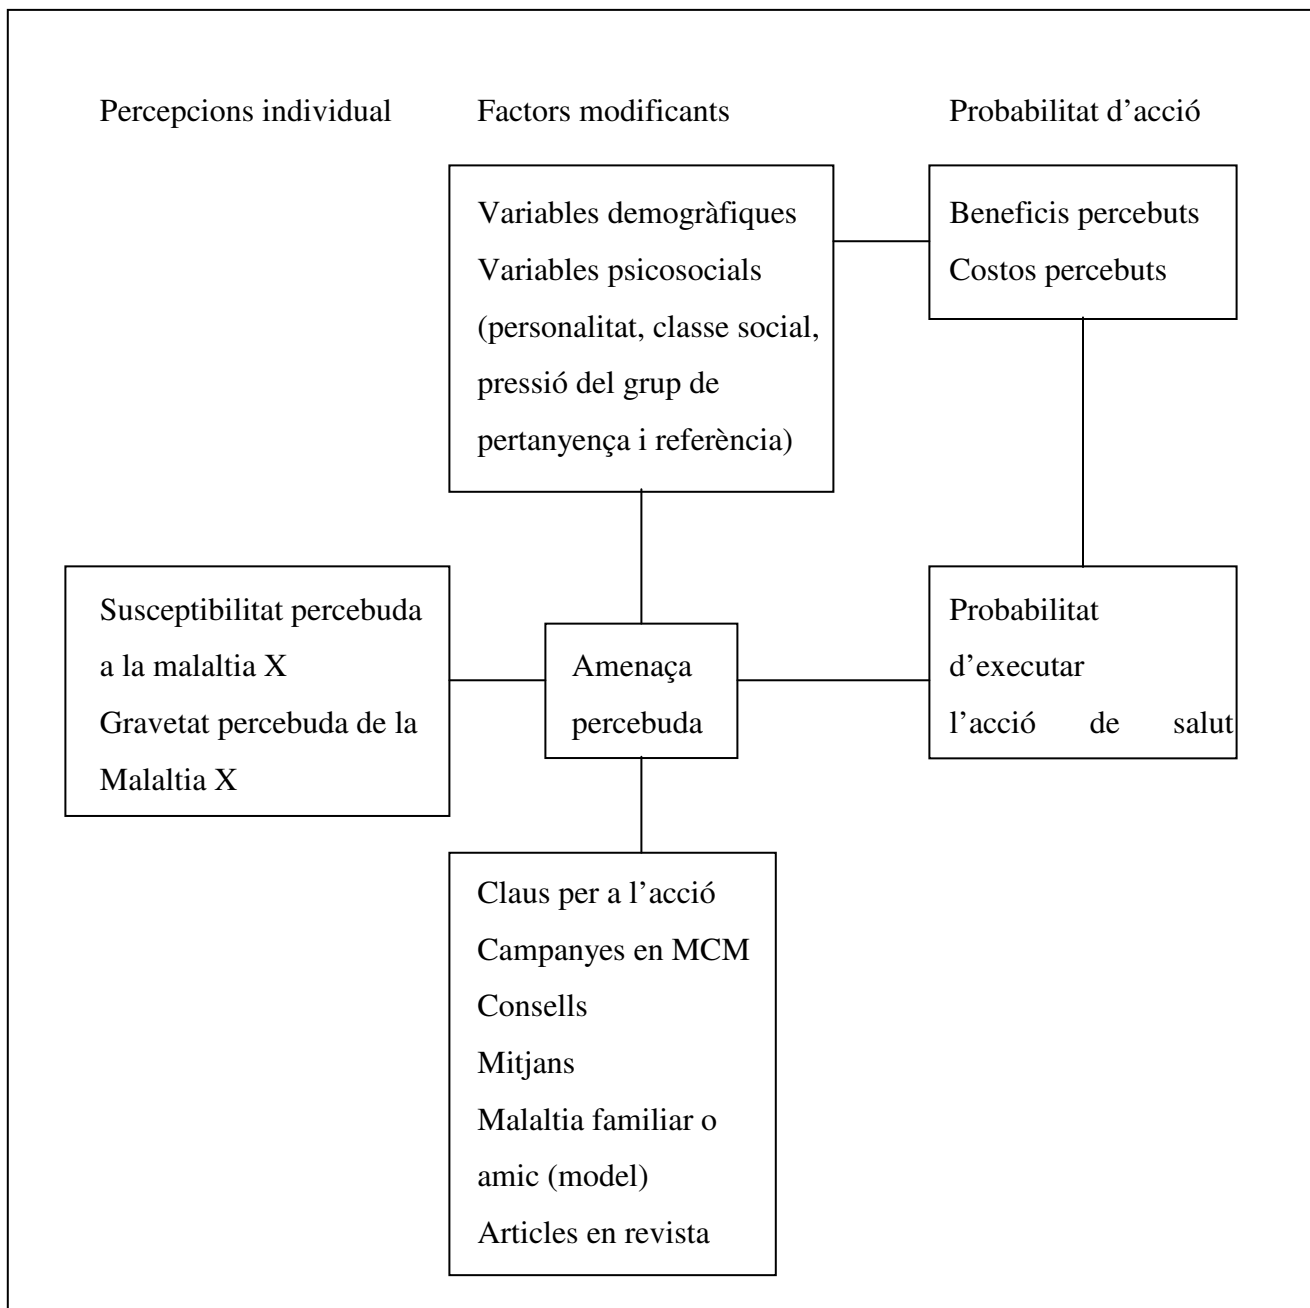 Percepcions individual
Factors modificants
Probabilitat d’acció
Variables demogràfiques
Variables psicosocials
(personalitat, classe social,
pressió del grup de
pertanyença i referència)
Beneficis percebuts
Costos percebuts
Susceptibilitat percebuda
a la malaltia X
Gravetat percebuda de la
Malaltia X
Amenaça
percebuda
Probabilitat
d’executar
l’acció de salut
Claus per a l’acció
Campanyes en MCM
Consells
Mitjans
Malaltia familiar o
amic (model)
Articles en revista